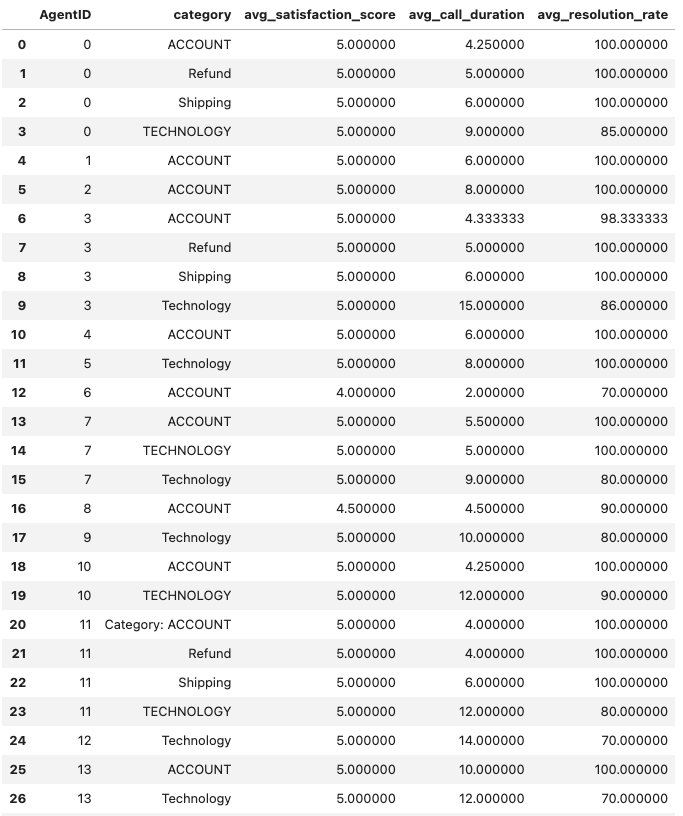 AgentID category avg_satisfaction_score avg_call_duration avg_resolution_rate
0 0 ACCOUNT 5.000000 4.250000 100.000000
1 0 Refund 5.000000 5.000000 100.000000
2 0 Shipping 5.000000 6.000000 100.000000
3 0 TECHNOLOGY 5.000000 9.000000 85.000000
4 1 ACCOUNT 5.000000 6.000000 100.000000
5 2 ACCOUNT 5.000000 8.000000 100.000000
6 3 ACCOUNT 5.000000 4.333333 98.333333
7 3 Refund 5.000000 5.000000 100.000000
8 3 Shipping 5.000000 6.000000 100.000000
9 3 Technology 5.000000 15.000000 86.000000
10 4 ACCOUNT 5.000000 6.000000 100.000000
11 5 Technology 5.000000 8.000000 100.000000
12 6 ACCOUNT 4.000000 2.000000 70.000000
13 7 ACCOUNT 5.000000 5.500000 100.000000
14 7 TECHNOLOGY 5.000000 5.000000 100.000000
15 7 Technology 5.000000 9.000000 80.000000
16 8 ACCOUNT 4.500000 4.500000 90.000000
17 9 Technology 5.000000 10.000000 80.000000
18 10 ACCOUNT 5.000000 4.250000 100.000000
19 10 TECHNOLOGY 5.000000 12.000000 90.000000
20 11 Category: ACCOUNT 5.000000 4.000000 100.000000
21 11 Refund 5.000000 4.000000 100.000000
22 11 Shipping 5.000000 6.000000 100.000000
23 11 TECHNOLOGY 5.000000 12.000000 80.000000
24 12 Technology 5.000000 14.000000 70.000000
25 13 ACCOUNT 5.000000 10.000000 100.000000
26 13 Technology 5.000000 12.000000 70.000000